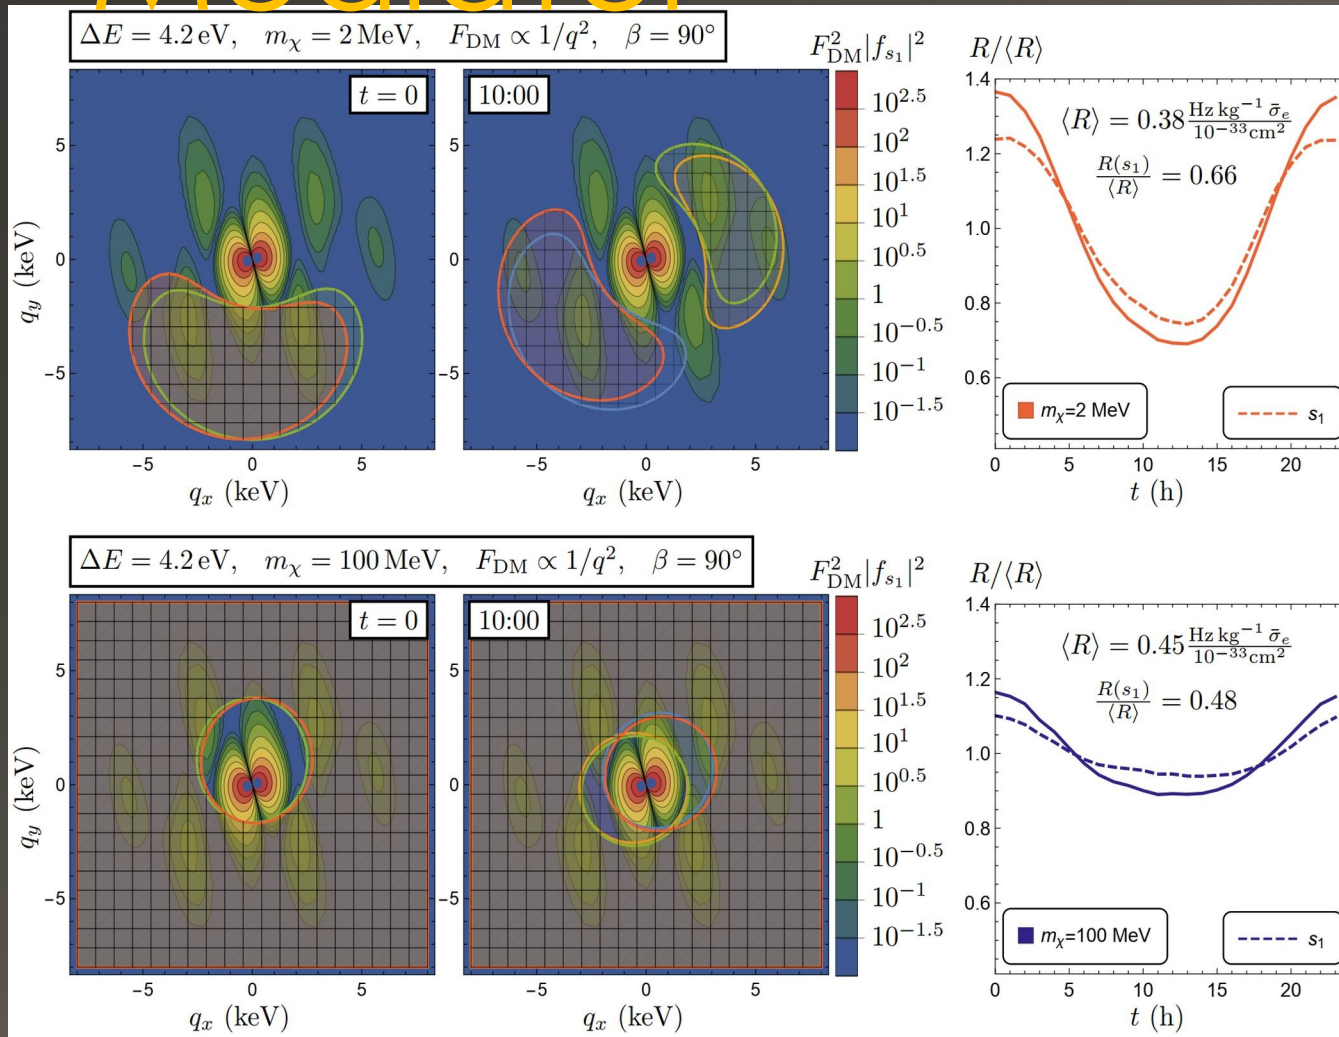 Mediator
ΔE = 4.2 eV, m_χ = 2 MeV, F_DM ∝ 1/q², β = 90°
t = 0
10:00
F²_DM|f_s₁|²
10^2.5
10^2
10^1.5
10^1
10^0.5
1
10^−0.5
10^−1
10^−1.5
q_y (keV)
5
0
−5
−5 0 5
q_x (keV)
−5 0 5
q_x (keV)
5
0
−5
R/⟨R⟩
1.4
1.2
1.0
0.8
0.6
⟨R⟩ = 0.38 Hz kg⁻¹ σ̄_e / 10⁻³³cm²
R(s₁)/⟨R⟩ = 0.66
m_χ=2 MeV
s₁
0 5 10 15 20
t (h)
ΔE = 4.2 eV, m_χ = 100 MeV, F_DM ∝ 1/q², β = 90°
t = 0
10:00
F²_DM|f_s₁|²
10^2.5
10^2
10^1.5
10^1
10^0.5
1
10^−0.5
10^−1
10^−1.5
q_y (keV)
5
0
−5
−5 0 5
q_x (keV)
5
0
−5
−5 0 5
q_x (keV)
R/⟨R⟩
1.4
1.2
1.0
0.8
0.6
⟨R⟩ = 0.45 Hz kg⁻¹ σ̄_e / 10⁻³³cm²
R(s₁)/⟨R⟩ = 0.48
m_χ=100 MeV
s₁
0 5 10 15 20
t (h)